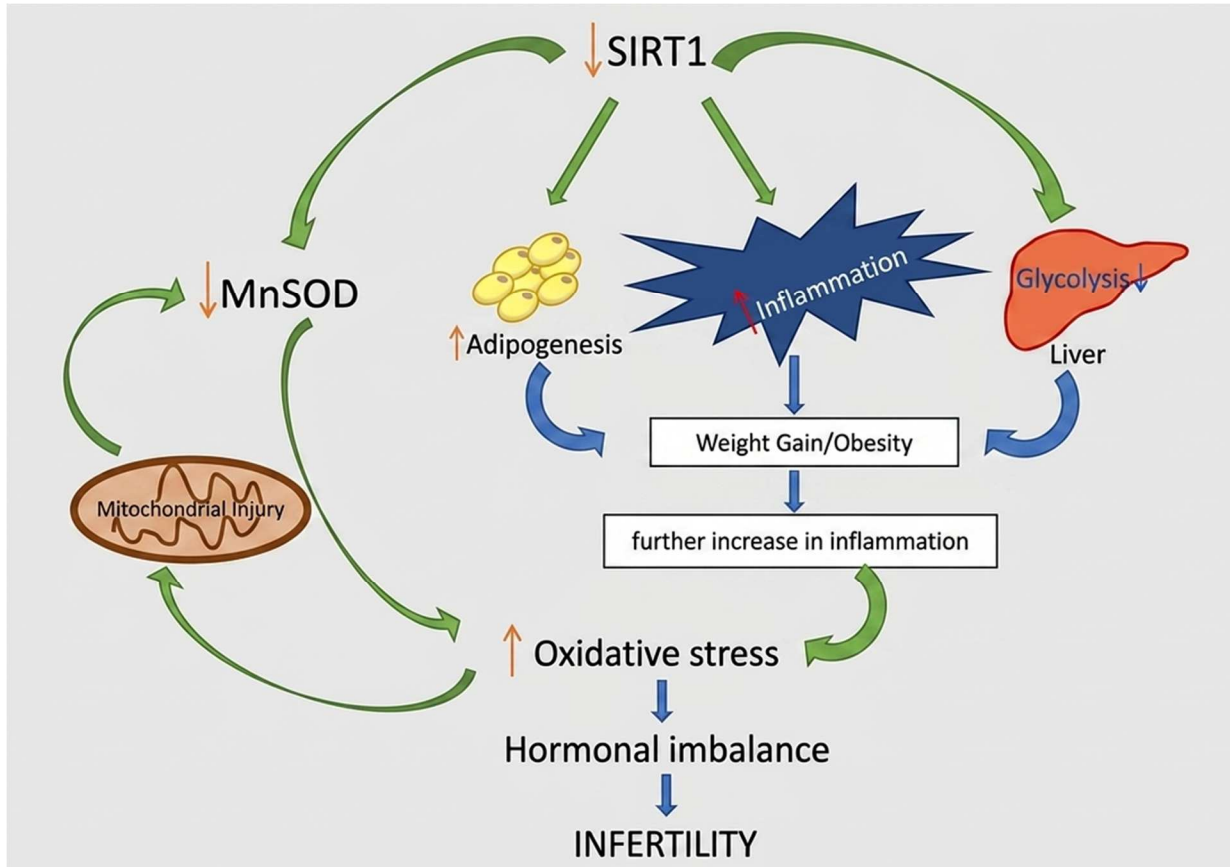 ↓SIRT1
↓MnSOD
↑Inflammation
Glycolysis↓
↑Adipogenesis
Liver
Weight Gain/Obesity
Mitochondrial Injury
further increase in inflammation
↑ Oxidative stress
Hormonal imbalance
INFERTILITY